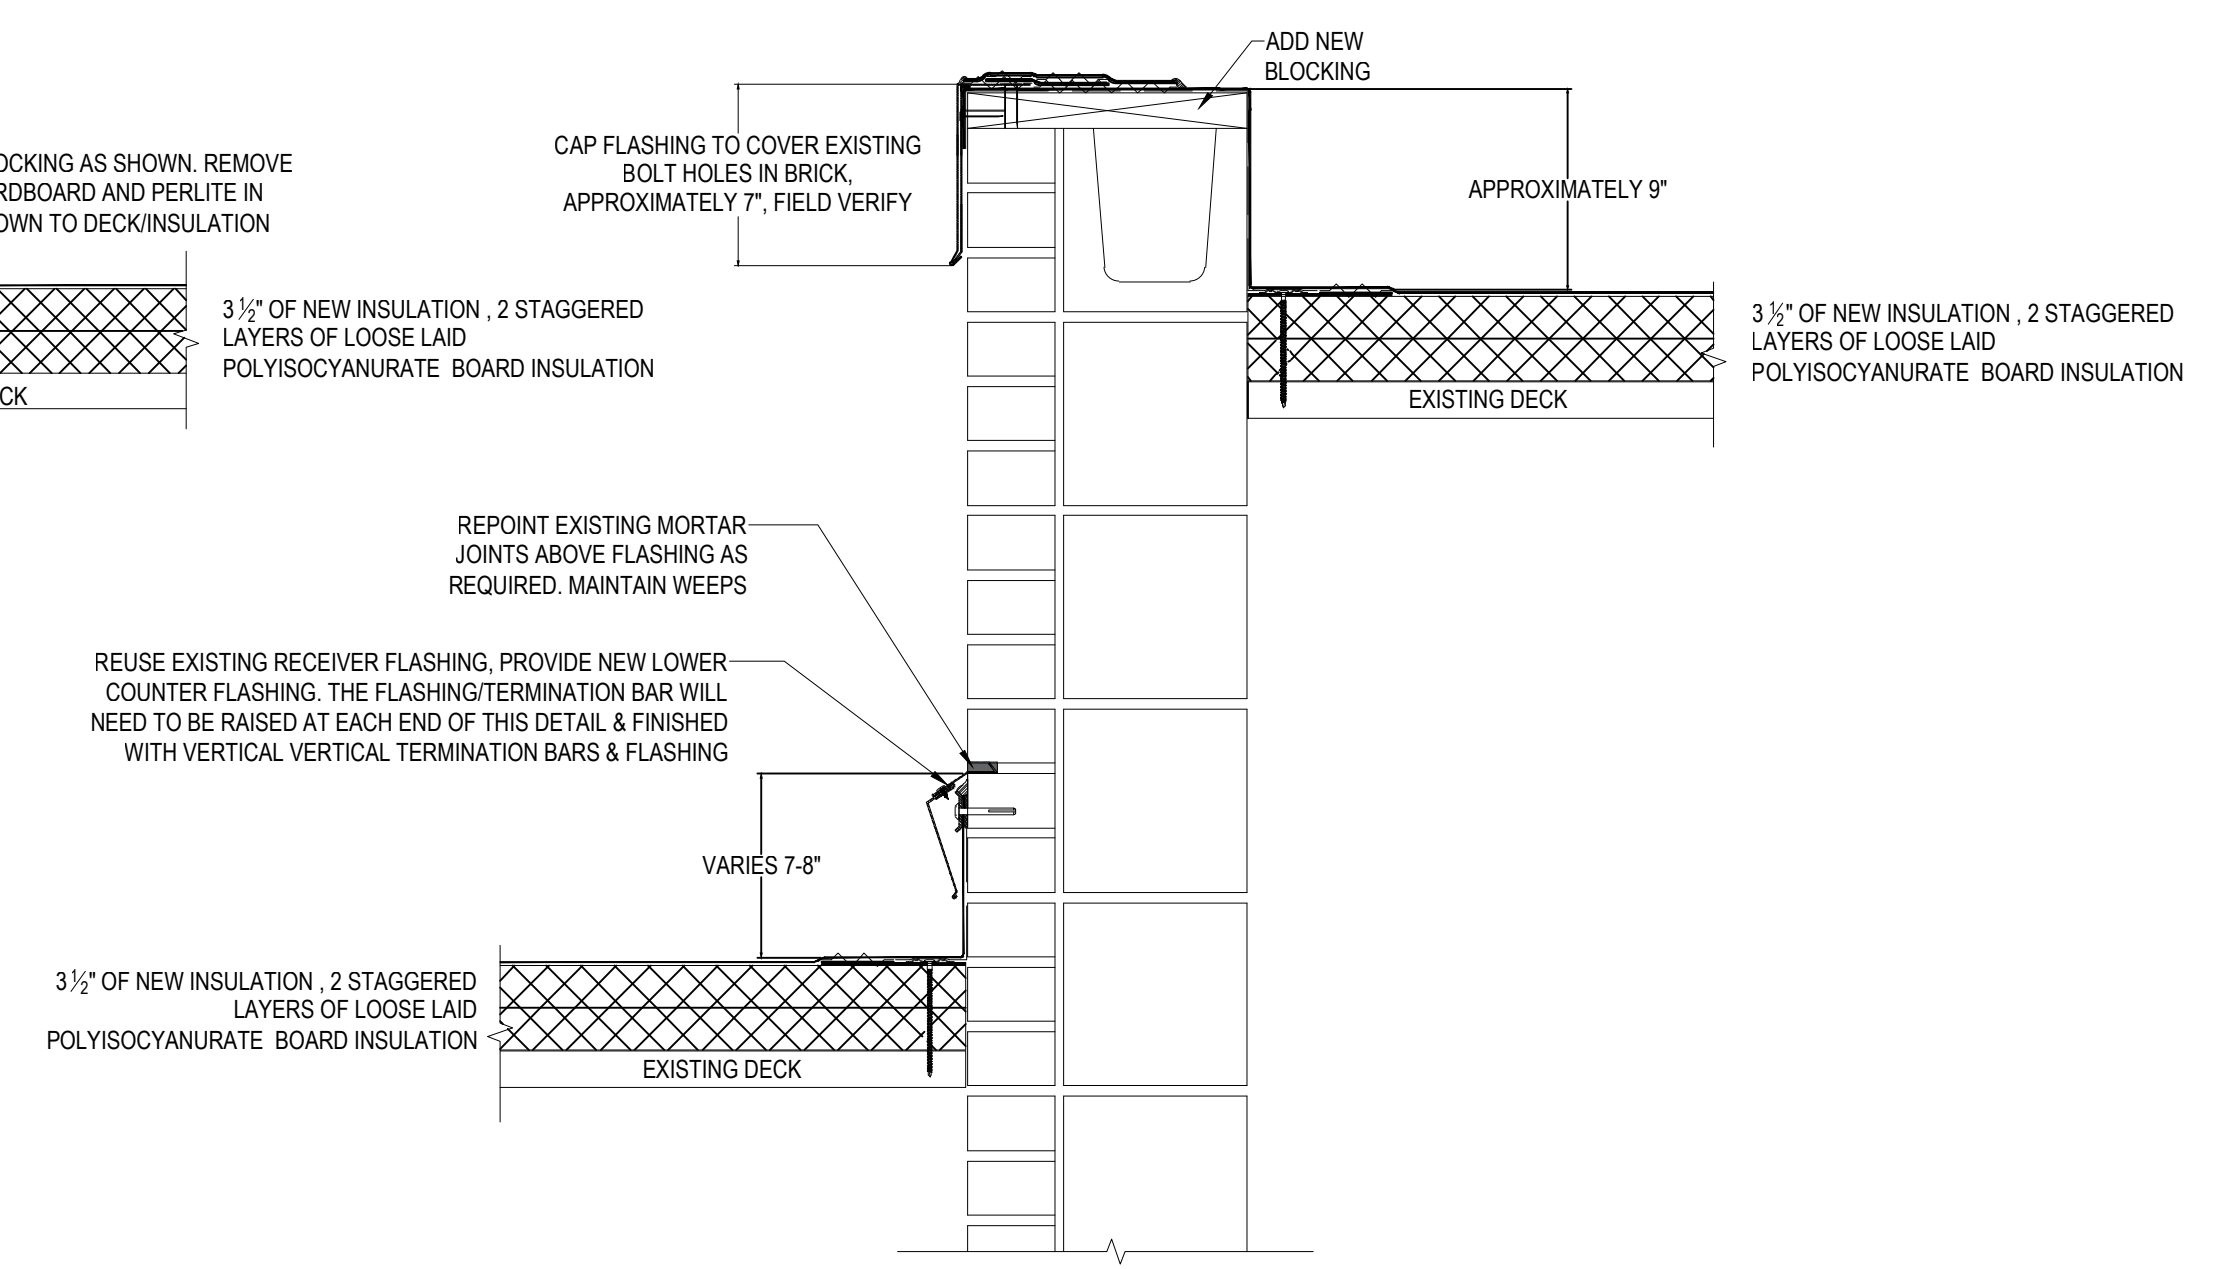 ADD NEW
BLOCKING
CAP FLASHING TO COVER EXISTING
BOLT HOLES IN BRICK,
APPROXIMATELY 7", FIELD VERIFY
OCKING AS SHOWN. REMOVE
RDBOARD AND PERLITE IN
OWN TO DECK/INSULATION
APPROXIMATELY 9"
3 ½" OF NEW INSULATION , 2 STAGGERED
LAYERS OF LOOSE LAID
POLYISOCYANURATE BOARD INSULATION
CK
3 ½" OF NEW INSULATION , 2 STAGGERED
LAYERS OF LOOSE LAID
POLYISOCYANURATE BOARD INSULATION
EXISTING DECK
REPOINT EXISTING MORTAR
JOINTS ABOVE FLASHING AS
REQUIRED. MAINTAIN WEEPS
REUSE EXISTING RECEIVER FLASHING, PROVIDE NEW LOWER
COUNTER FLASHING. THE FLASHING/TERMINATION BAR WILL
NEED TO BE RAISED AT EACH END OF THIS DETAIL & FINISHED
WITH VERTICAL VERTICAL TERMINATION BARS & FLASHING
VARIES 7-8"
3 ½" OF NEW INSULATION , 2 STAGGERED
LAYERS OF LOOSE LAID
POLYISOCYANURATE BOARD INSULATION
EXISTING DECK